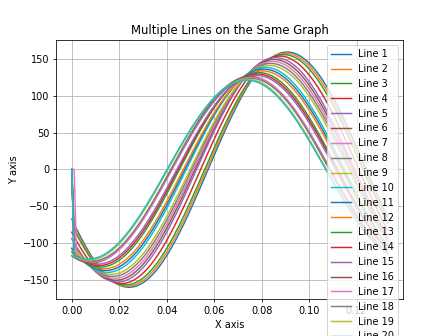 Multiple Lines on the Same Graph
150
100
50
0
−50
−100
−150
Y axis
0.00
0.02
0.04
0.06
0.08
0.10
X axis
Line 1
Line 2
Line 3
Line 4
Line 5
Line 6
Line 7
Line 8
Line 9
Line 10
Line 11
Line 12
Line 13
Line 14
Line 15
Line 16
Line 17
Line 18
Line 19
Line 20